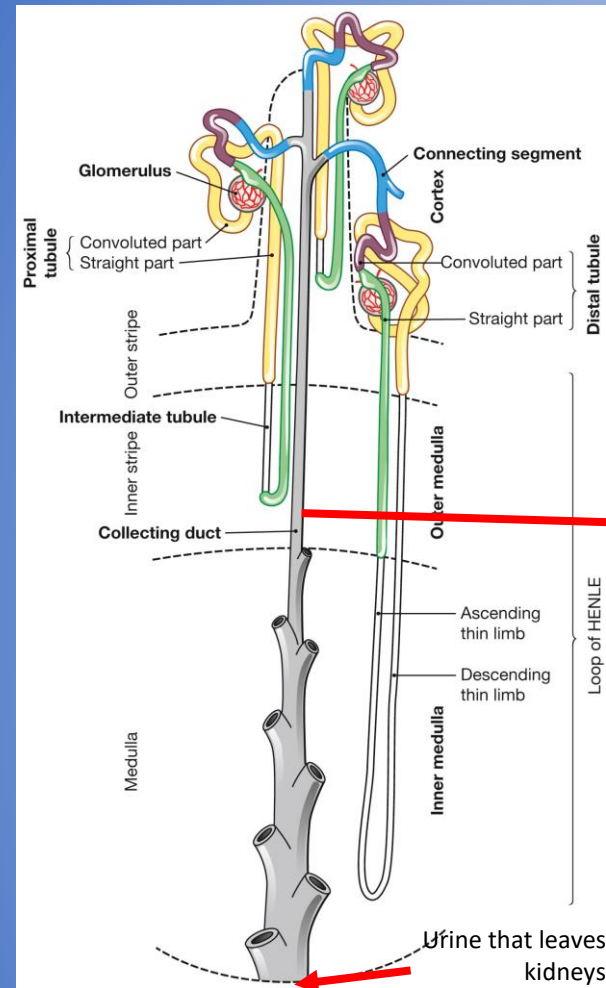 Glomerulus
Connecting segment
Cortex
Proximal
tubule
Convoluted part
Straight part
Convoluted part
Straight part
Distal tubule
Outer stripe
Intermediate tubule
Inner stripe
Outer medulla
Collecting duct
Ascending
thin limb
Descending
thin limb
Loop of HENLE
Medulla
Inner medulla
Urine that leaves
kidneys